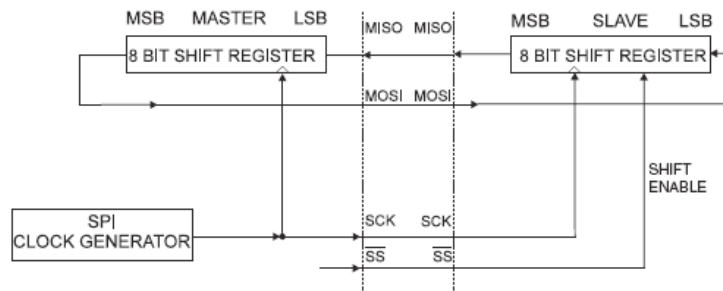 MSB MASTER LSB
MISO MISO
MSB SLAVE LSB
8 BIT SHIFT REGISTER
8 BIT SHIFT REGISTER
MOSI MOSI
SHIFT
ENABLE
SPI
CLOCK GENERATOR
SCK SCK
SS SS